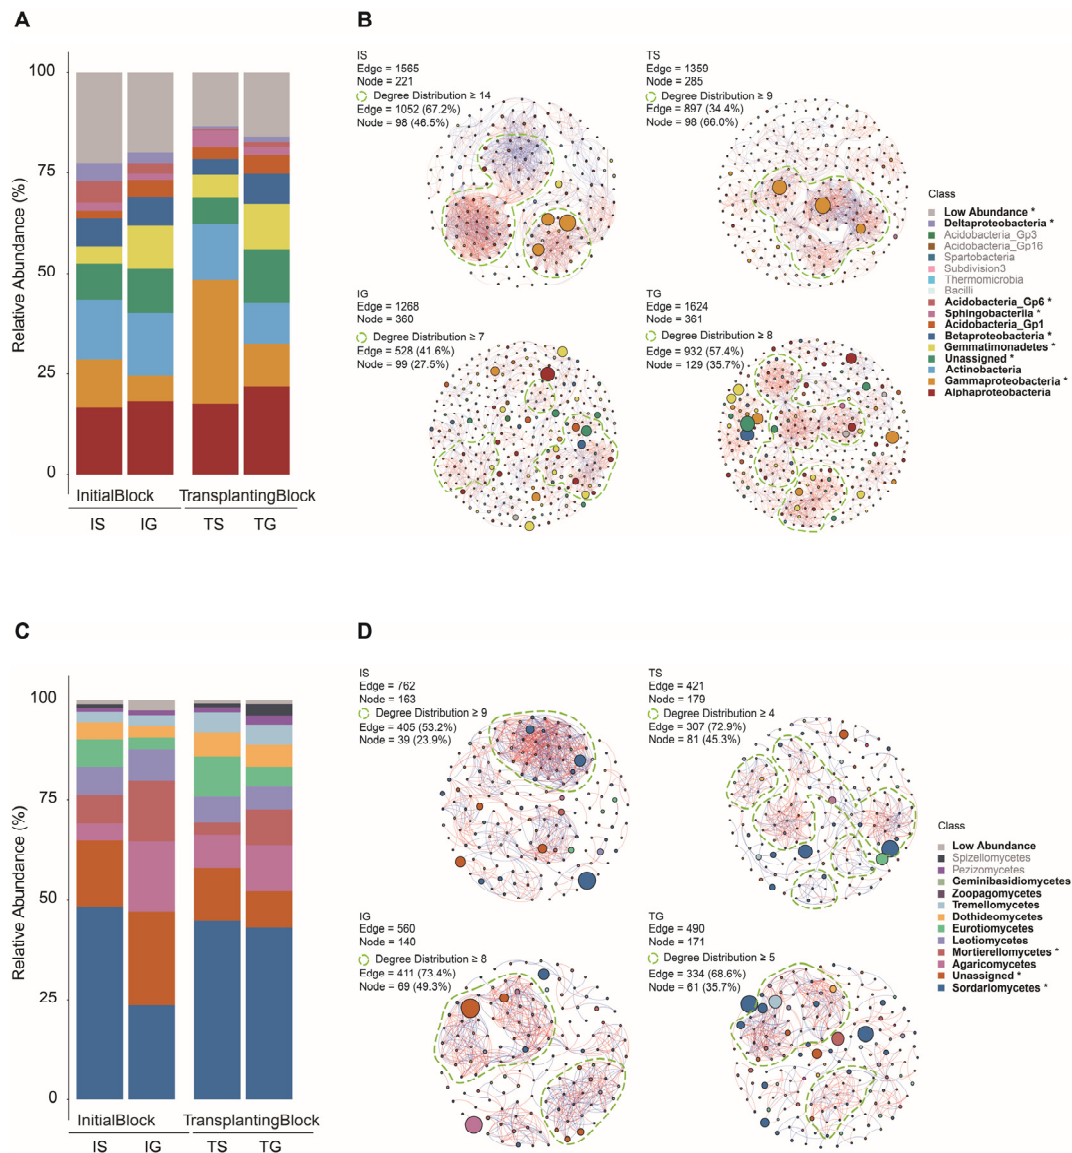 A
B
100
75
50
25
0
Relative Abundance (%)
InitialBlock
TransplantingBlock
IS
IG
TS
TG
IS
Edge = 1565
Node = 221
Degree Distribution ≥ 14
Edge = 1052 (67.2%)
Node = 98 (46.5%)
TS
Edge = 1359
Node = 285
Degree Distribution ≥ 9
Edge = 897 (34.4%)
Node = 98 (66.0%)
IG
Edge = 1268
Node = 360
Degree Distribution ≥ 7
Edge = 528 (41.6%)
Node = 99 (27.5%)
TG
Edge = 1624
Node = 361
Degree Distribution ≥ 8
Edge = 932 (57.4%)
Node = 129 (35.7%)
Class
Low Abundance *
Deltaproteobacteria *
Acidobacteria_Gp3
Acidobacteria_Gp16
Spartobacteria
Subdivision3
Thermomicrobia
Bacilli
Acidobacteria_Gp6 *
Sphingobacteriia *
Acidobacteria_Gp1
Betaproteobacteria *
Gemmatimonadetes *
Unassigned *
Actinobacteria
Gammaproteobacteria *
Alphaproteobacteria
C
D
100
75
50
25
0
Relative Abundance (%)
InitialBlock
TransplantingBlock
IS
IG
TS
TG
IS
Edge = 762
Node = 163
Degree Distribution ≥ 9
Edge = 405 (53.2%)
Node = 39 (23.9%)
TS
Edge = 421
Node = 179
Degree Distribution ≥ 4
Edge = 307 (72.9%)
Node = 81 (45.3%)
IG
Edge = 560
Node = 140
Degree Distribution ≥ 8
Edge = 411 (73.4%)
Node = 69 (49.3%)
TG
Edge = 490
Node = 171
Degree Distribution ≥ 5
Edge = 334 (68.6%)
Node = 61 (35.7%)
Class
Low Abundance
Spizellomycetes
Pezizomycetes
Geminibasidiomycetes
Zoopagomycetes
Tremellomycetes
Dothideomycetes
Eurotiomycetes
Leotiomycetes
Mortierellomycetes *
Agaricomycetes
Unassigned *
Sordariomycetes *